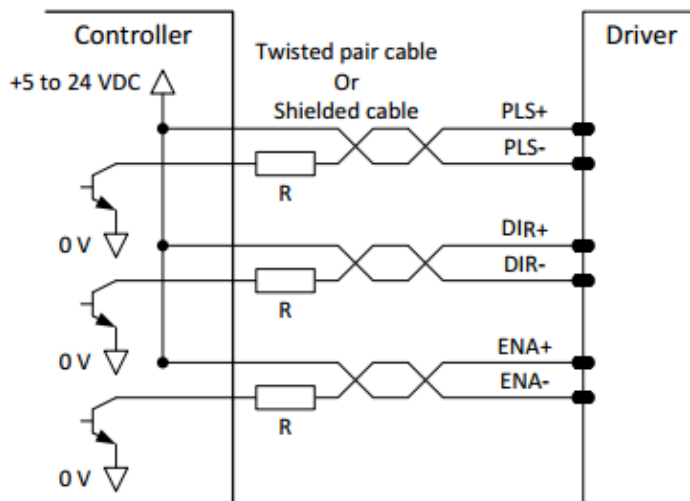 Controller
Driver
+5 to 24 VDC
Twisted pair cable
Or
Shielded cable
PLS+
PLS-
R
0 V
DIR+
DIR-
R
0 V
ENA+
ENA-
R
0 V